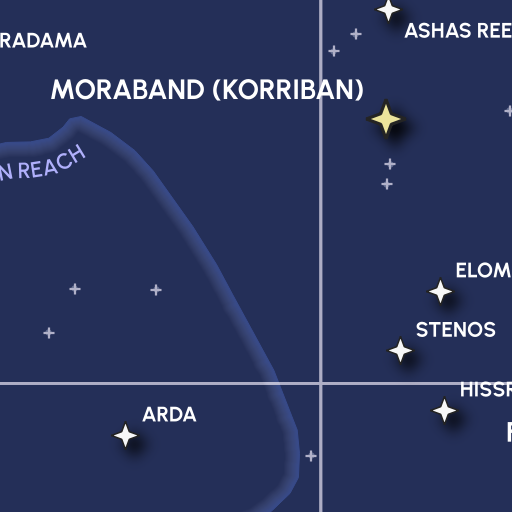 RADAMA
ASHAS REE
MORABAND (KORRIBAN)
N REACH
ELOM
STENOS
HISSR
ARDA